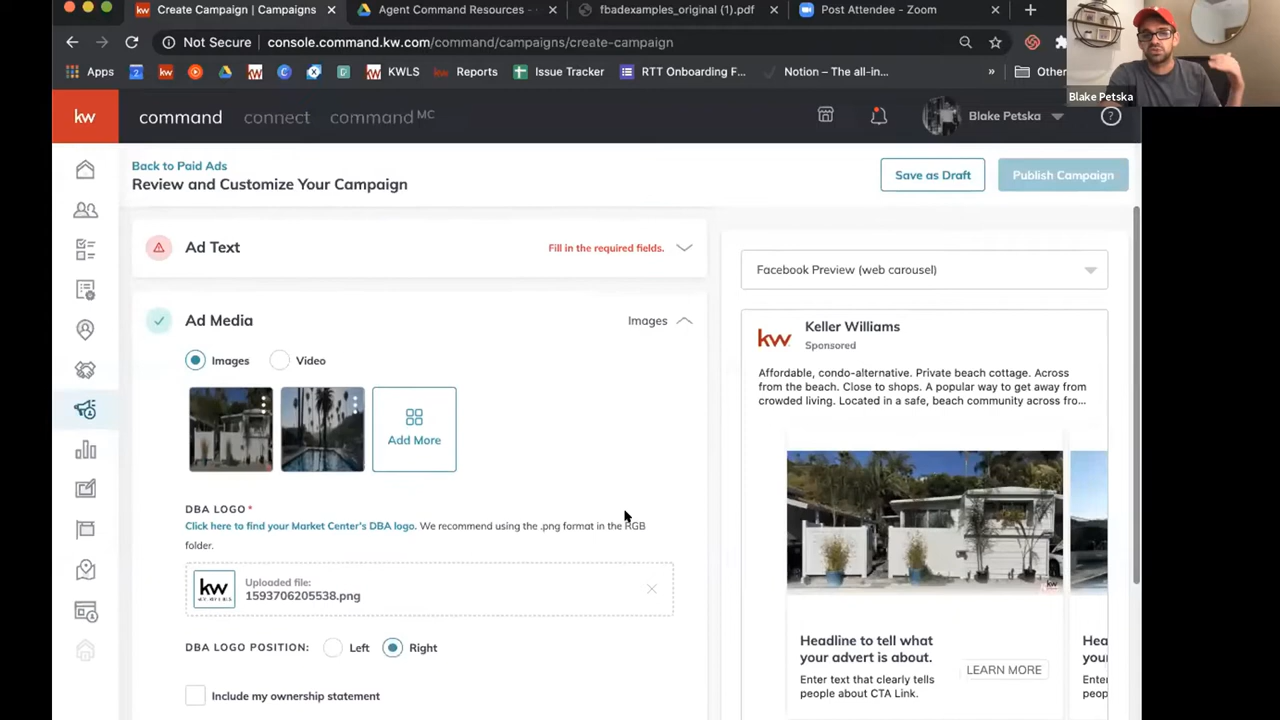 Create Campaign | Campaigns
Agent Command Resources -
fbadexamples_original (1).pdf
Post Attendee - Zoom
Not Secure
console.command.kw.com/command/campaigns/create-campaign
Apps
2
kw
KWLS
Reports
Issue Tracker
RTT Onboarding F...
Notion – The all-in...
»
Other
Blake Petska
kw
command
connect
command MC
Blake Petska
?
Back to Paid Ads
Review and Customize Your Campaign
Save as Draft
Publish Campaign
Ad Text
Fill in the required fields.
Facebook Preview (web carousel)
Ad Media
Images
Images
Video
Add More
DBA LOGO*
Click here to find your Market Center's DBA logo. We recommend using the .png format in the RGB
folder.
kw
Uploaded file:
1593706205538.png
DBA LOGO POSITION:
Left
Right
Include my ownership statement
kw
Keller Williams
Sponsored
Affordable, condo-alternative. Private beach cottage. Across
from the beach. Close to shops. A popular way to get away from
crowded living. Located in a safe, beach community across fro...
Headline to tell what
your advert is about.
Enter text that clearly tells
people about CTA Link.
LEARN MORE
Hea
your
Enter
peop